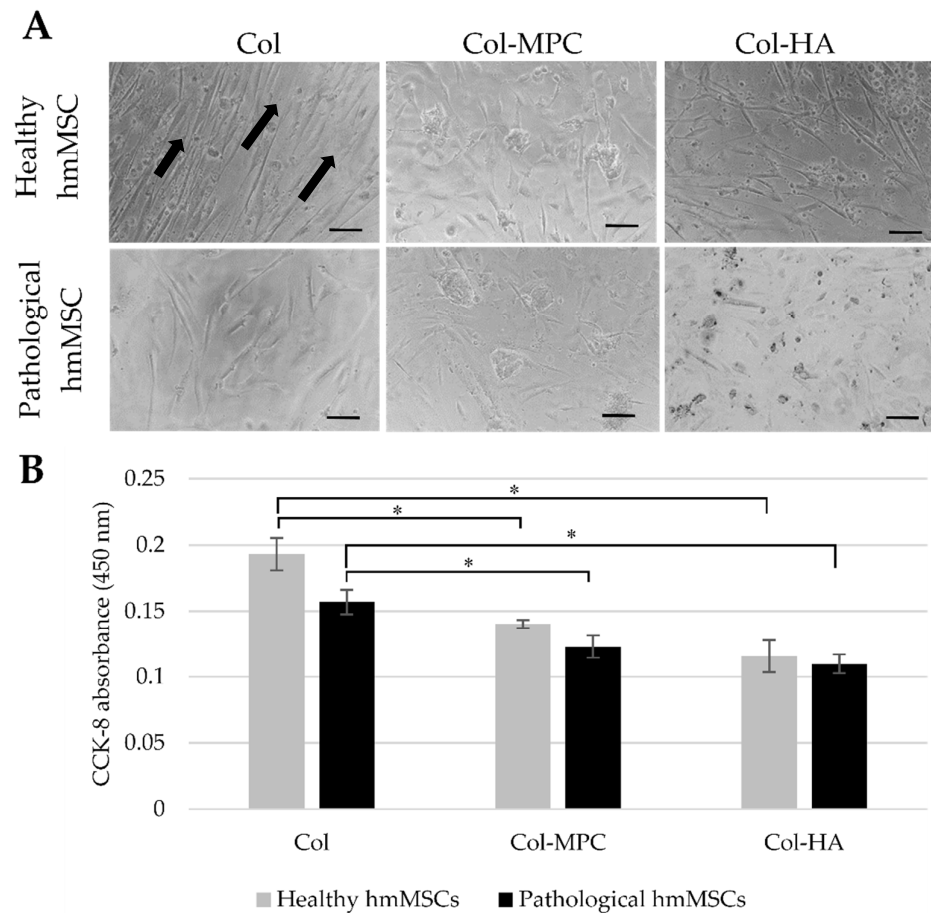 A
Col
Col-MPC
Col-HA
Healthy
hmMSC
Pathological
hmMSC
B
CCK-8 absorbance (450 nm)
0.25
0.2
0.15
0.1
0.05
0
*
*
*
*
Col
Col-MPC
Col-HA
Healthy hmMSCs
Pathological hmMSCs